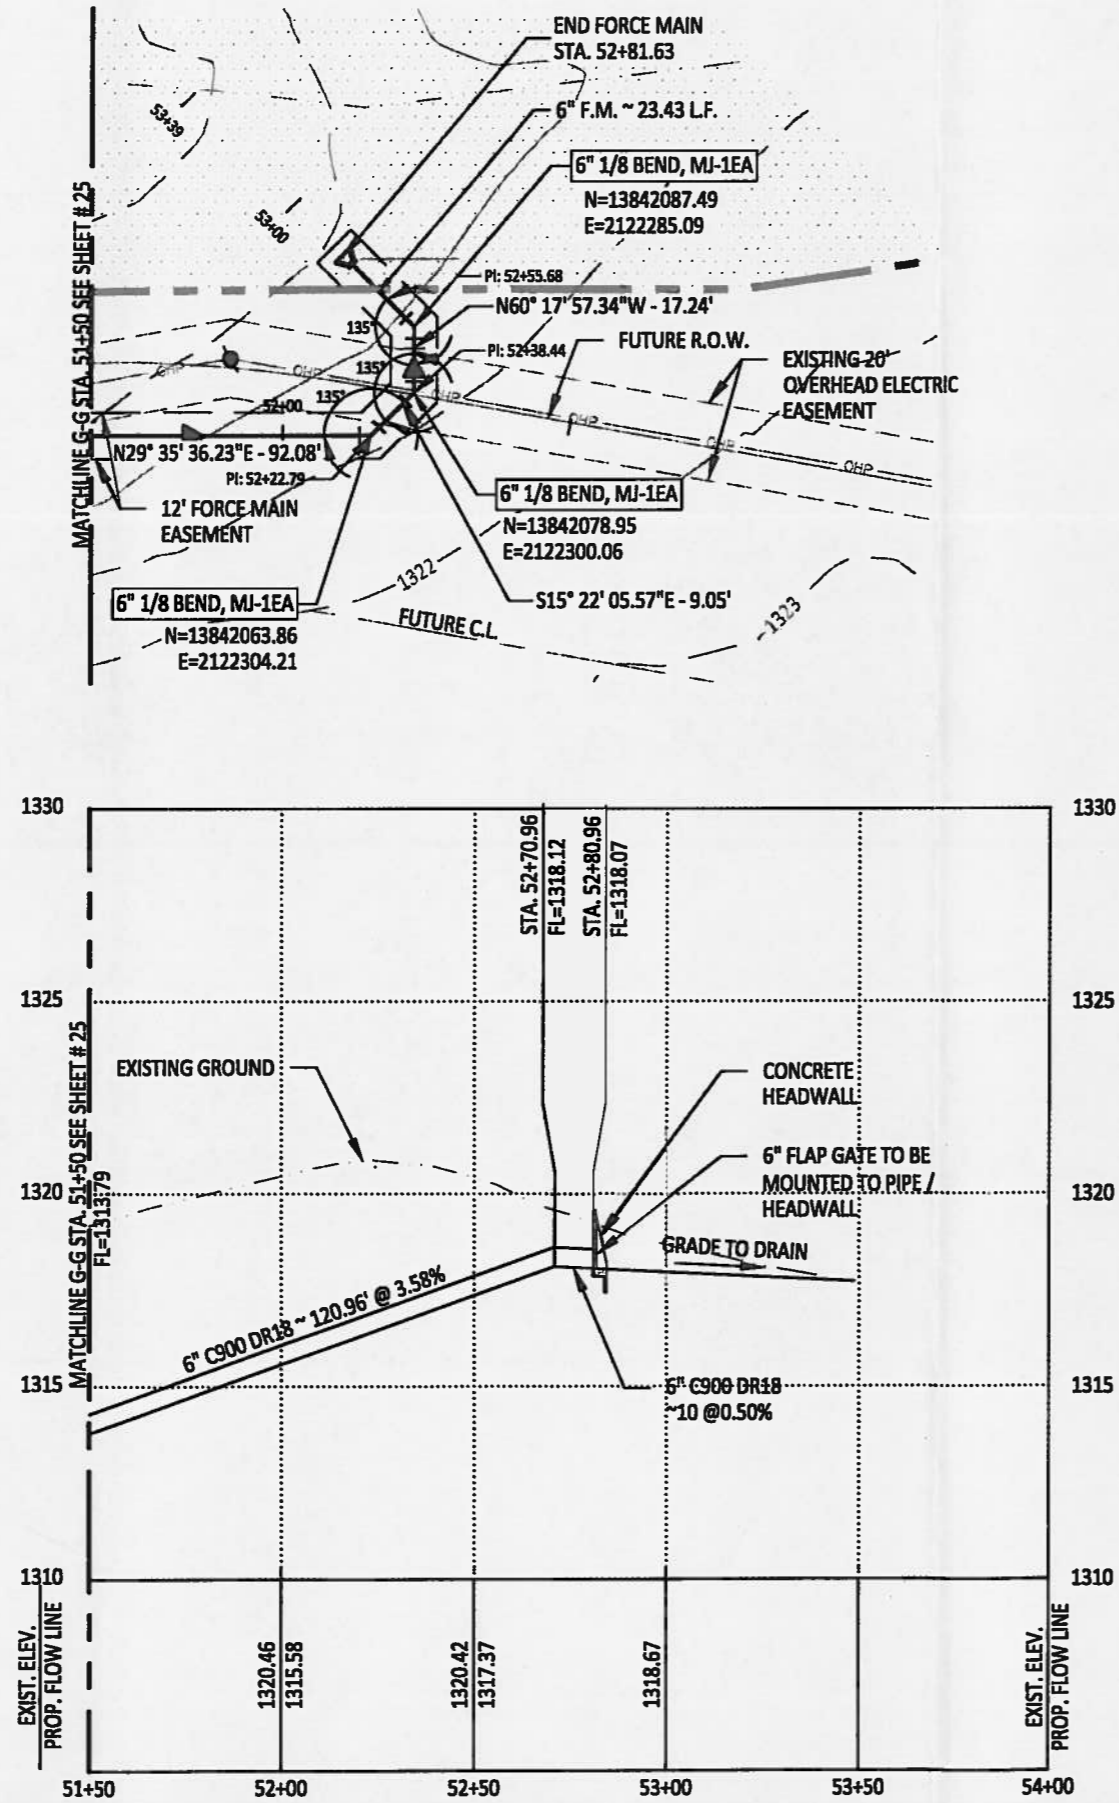 END FORCE MAIN
STA. 52+81.63
6" F.M. ~ 23.43 L.F.
6" 1/8 BEND, MJ-1EA
N=13842087.49
E=2122285.09
53+39
53+00
MATCHLINE G-G STA. 51+50 SEE SHEET # 25
PI: 52+55.68
N60° 17' 57.34"W - 17.24'
135°
FUTURE R.O.W.
PI: 52+38.44
135°
EXISTING 20'
OVERHEAD ELECTRIC
EASEMENT
OHP
OHP
OHP
OHP
OHP
OHP
135°
52+00
N29° 35' 36.23"E - 92.08'
PI: 52+22.79
12' FORCE MAIN
EASEMENT
6" 1/8 BEND, MJ-1EA
N=13842078.95
E=2122300.06
1322
S15° 22' 05.57"E - 9.05'
6" 1/8 BEND, MJ-1EA
N=13842063.86
E=2122304.21
FUTURE C.L.
1323
1330
1330
STA. 52+70.96
FL=1318.12
STA. 52+80.96
FL=1318.07
1325
1325
MATCHLINE G-G STA. 51+50 SEE SHEET # 25
FL=1313.79
EXISTING GROUND
CONCRETE
HEADWALL
6" FLAP GATE TO BE
MOUNTED TO PIPE /
HEADWALL
1320
1320
GRADE TO DRAIN
6" C900 DR18 ~ 120.96' @ 3.58%
1315
1315
6" C900 DR18
~10 @0.50%
1310
1310
EXIST. ELEV.
PROP. FLOW LINE
1320.46
1315.58
1320.42
1317.37
1318.67
EXIST. ELEV.
PROP. FLOW LINE
51+50
52+00
52+50
53+00
53+50
54+00